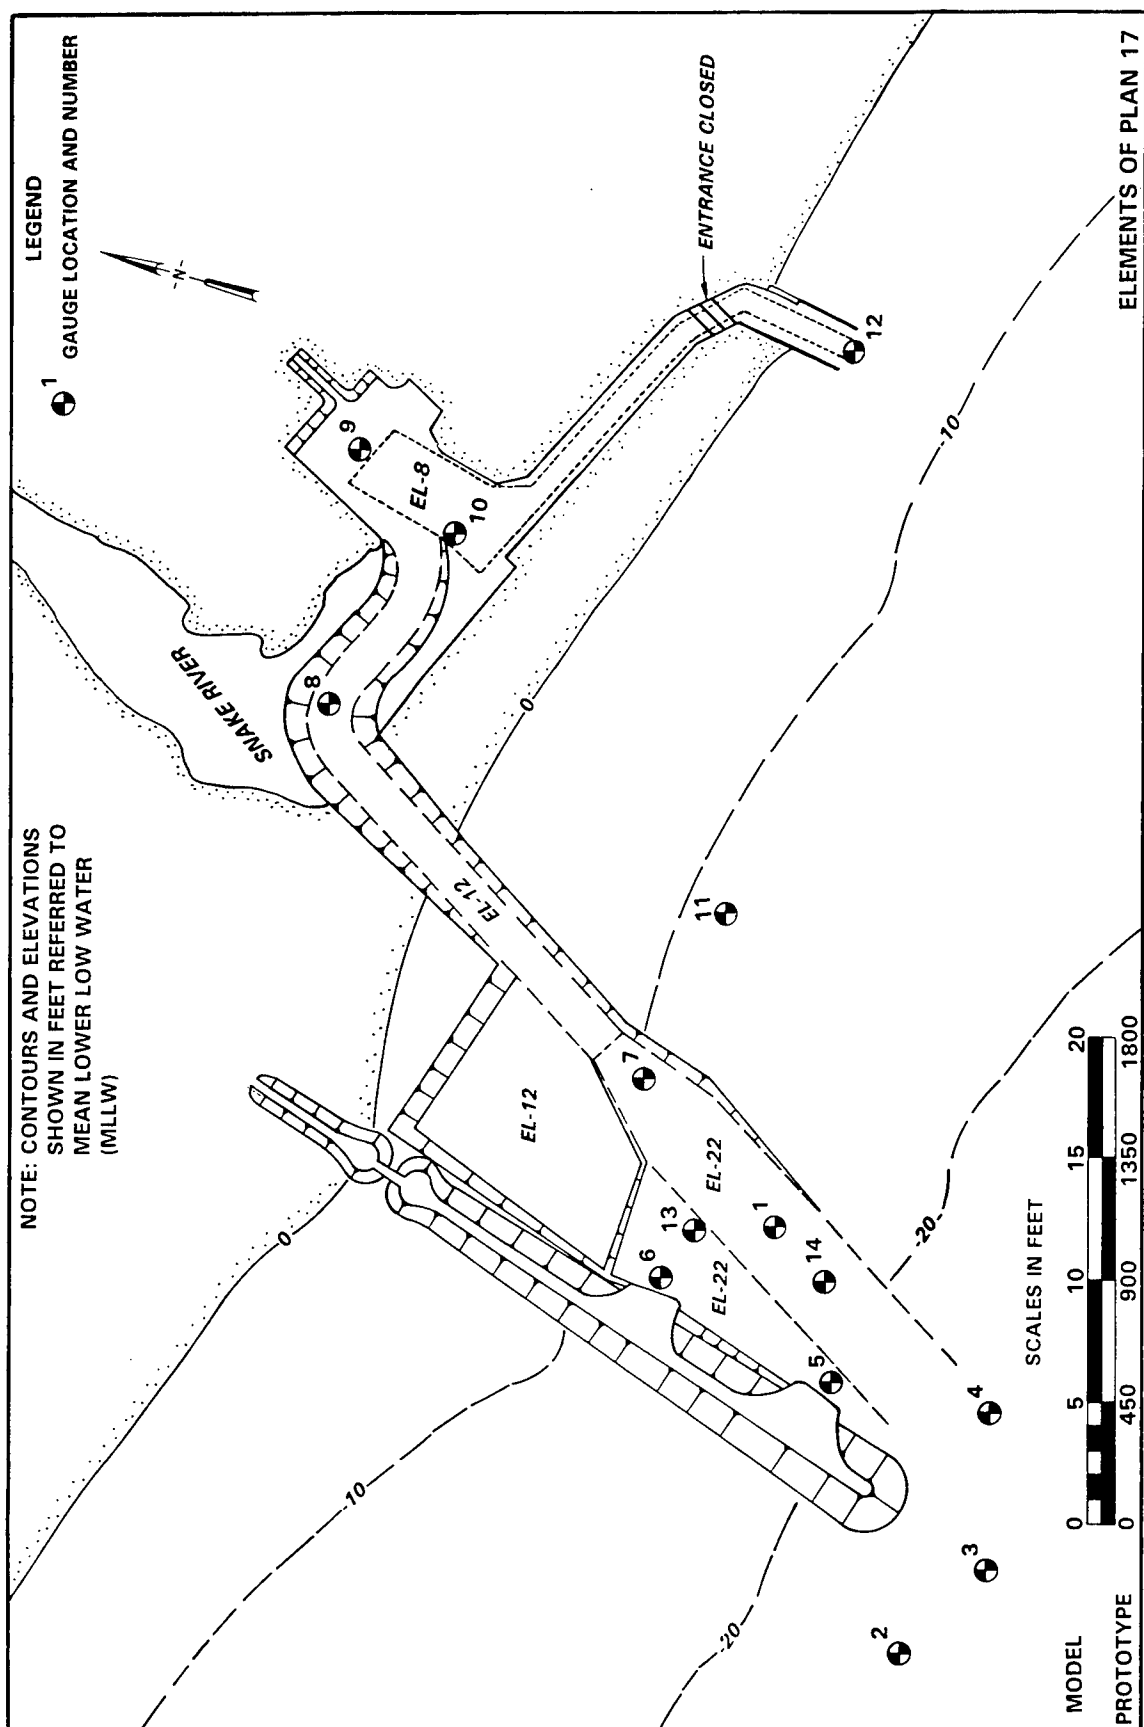 NOTE: CONTOURS AND ELEVATIONS
SHOWN IN FEET REFERRED TO
MEAN LOWER LOW WATER
(MLLW)
LEGEND
1
GAUGE LOCATION AND NUMBER
-N-
SNAKE RIVER
8
9
EL-8
10
ENTRANCE CLOSED
12
0
0
EL-12
EL-12
7
11
-10
-10
13
6
EL-22
EL-22
1
14
5
4
3
2
-20
-20
SCALES IN FEET
MODEL
0 5 10 15 20
PROTOTYPE
0 450 900 1350 1800
ELEMENTS OF PLAN 17